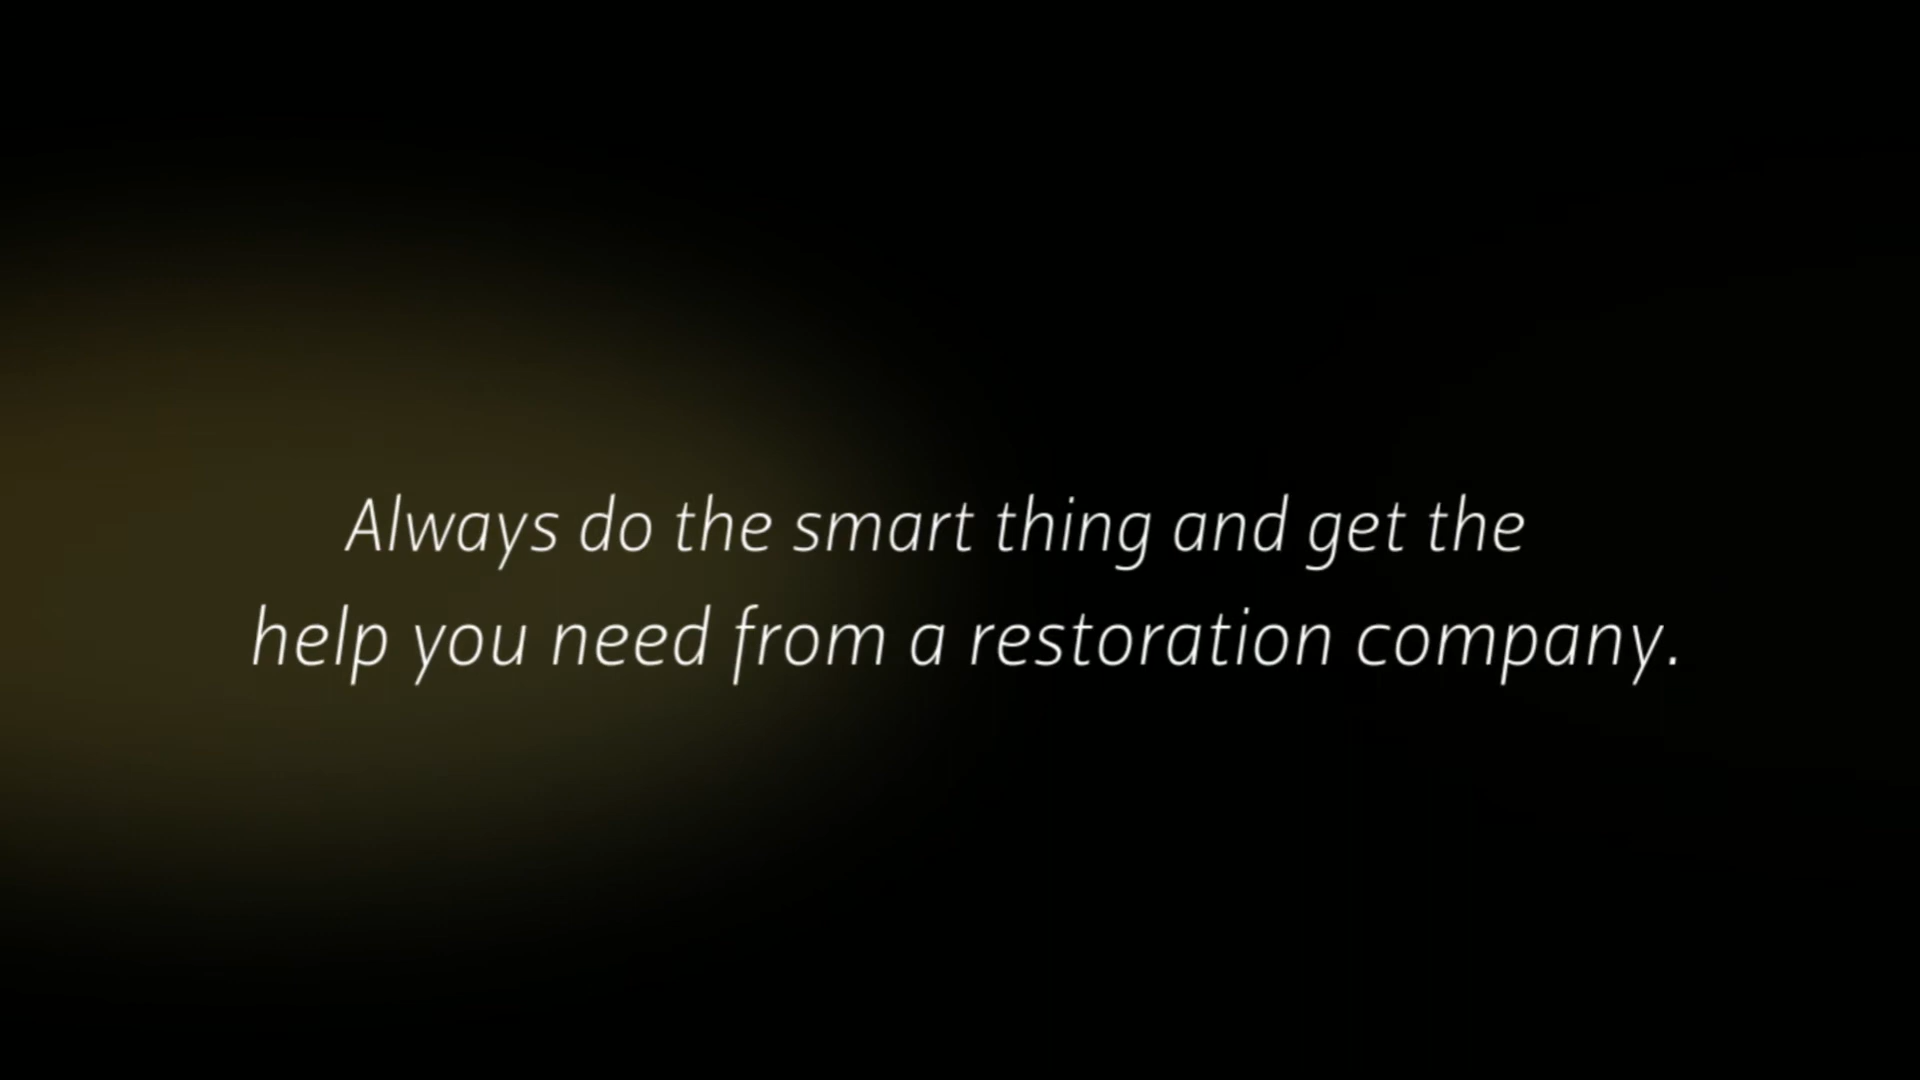 Always do the smart thing and get the
help you need from a restoration company.